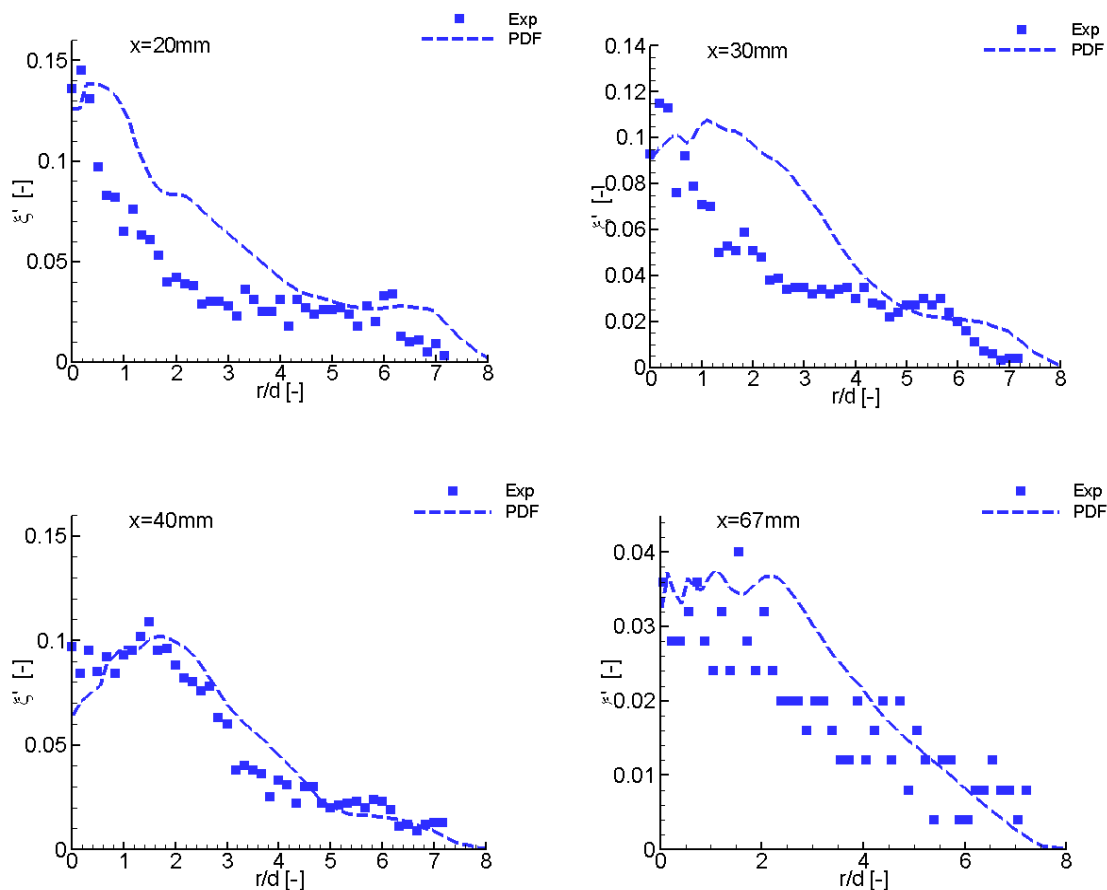 Exp
PDF
x=20mm
0.15
0.1
0.05
0
ξ' [-]
0 1 2 3 4 5 6 7 8
r/d [-]
Exp
PDF
x=30mm
0.14
0.12
0.1
0.08
0.06
0.04
0.02
0
ξ' [-]
0 1 2 3 4 5 6 7 8
r/d [-]
Exp
PDF
x=40mm
0.15
0.1
0.05
0
ξ' [-]
0 1 2 3 4 5 6 7 8
r/d [-]
Exp
PDF
x=67mm
0.04
0.03
0.02
0.01
0
ξ' [-]
0 2 4 6 8
r/d [-]